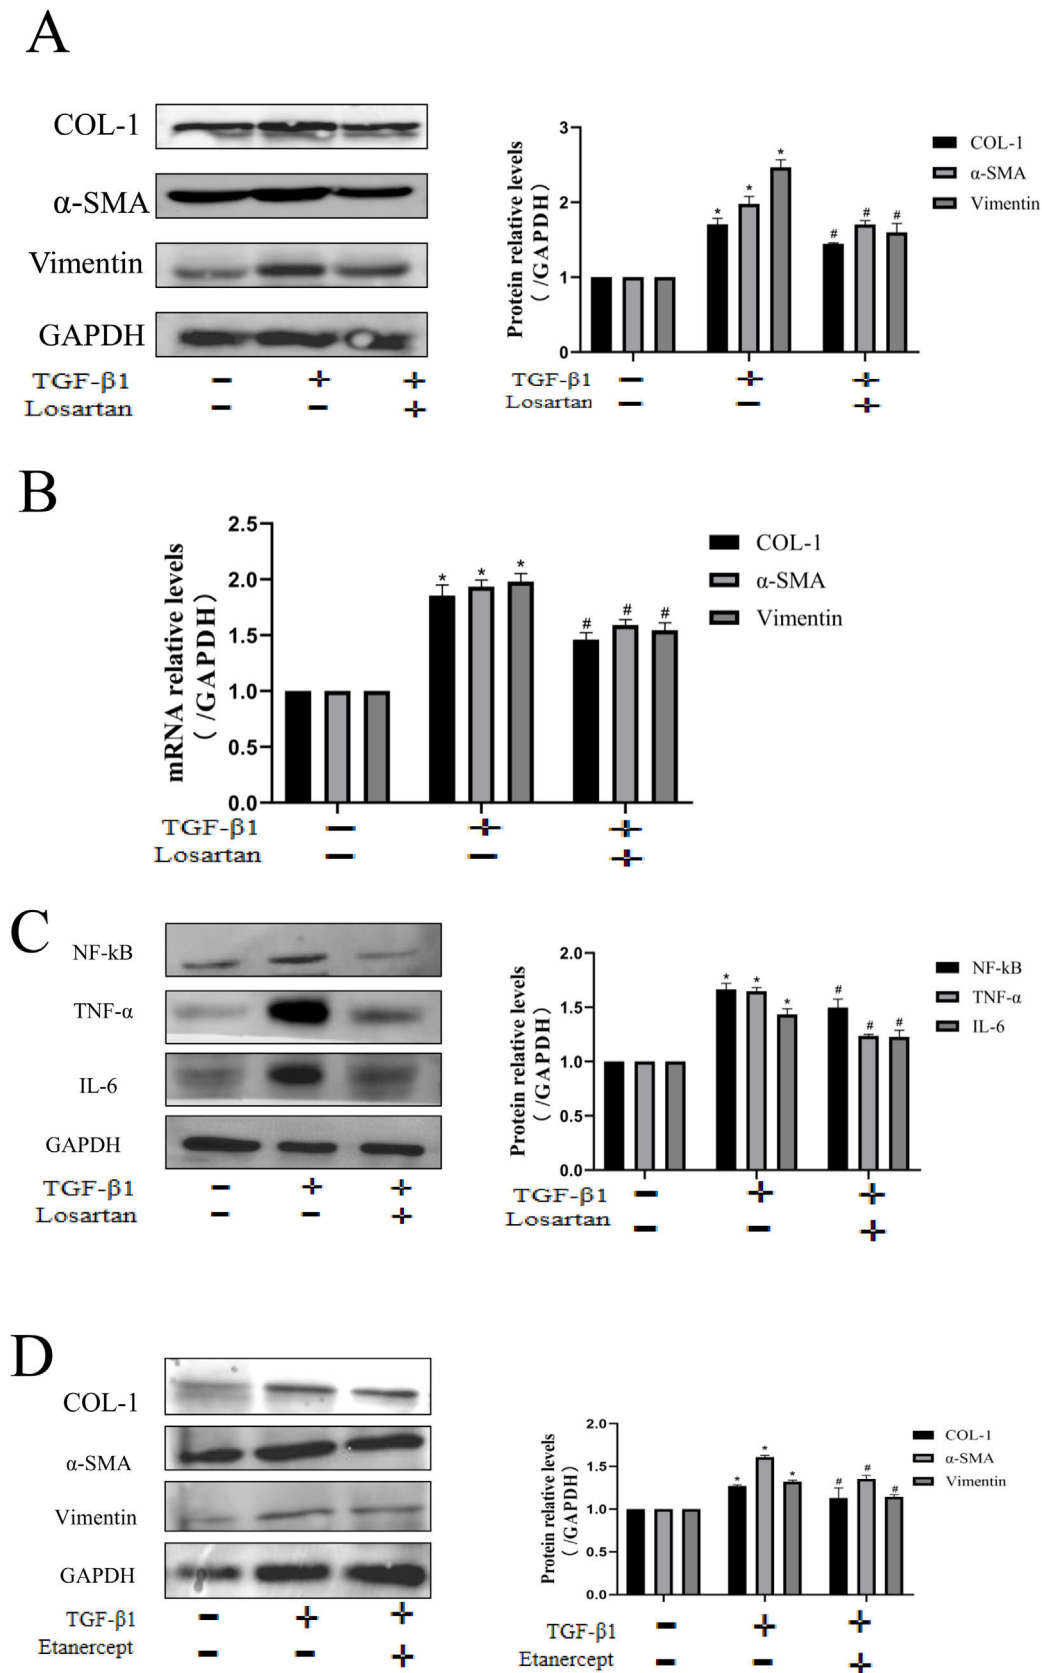 A
COL-1
α-SMA
Vimentin
GAPDH
TGF-β1 − + +
Losartan − − +
Protein relative levels
( /GAPDH)
3
2
1
0
* * *
# # #
COL-1
α-SMA
Vimentin
TGF-β1 − + +
Losartan − − +
B
mRNA relative levels
( /GAPDH)
2.5
2.0
1.5
1.0
0.5
0.0
* * *
# # #
COL-1
α-SMA
Vimentin
TGF-β1 − + +
Losartan − − +
C
NF-kB
TNF-α
IL-6
GAPDH
TGF-β1 − + +
Losartan − − +
Protein relative levels
( /GAPDH)
2.0
1.5
1.0
0.5
0.0
* * *
# # #
NF-kB
TNF-α
IL-6
TGF-β1 − + +
Losartan − − +
D
COL-1
α-SMA
Vimentin
GAPDH
TGF-β1 − + +
Etanercept − − +
Protein relative levels
( /GAPDH)
2.0
1.5
1.0
0.5
0.0
* * *
# # #
COL-1
α-SMA
Vimentin
TGF-β1 − + +
Etanercept − − +